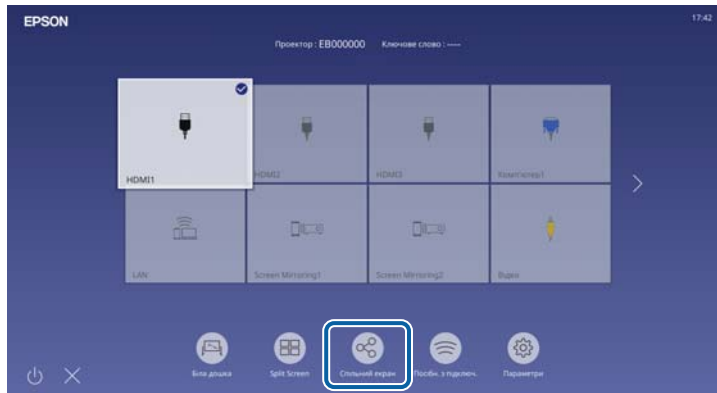 EPSON
17:42
Проектор : EB000000 Ключове слово : ----
HDMI1
HDMI2
HDMI3
Комп'ютер1
LAN
Screen Mirroring1
Screen Mirroring2
Відео
Біла дошка
Split Screen
Спільний екран
Посібн. з підключ.
Параметри